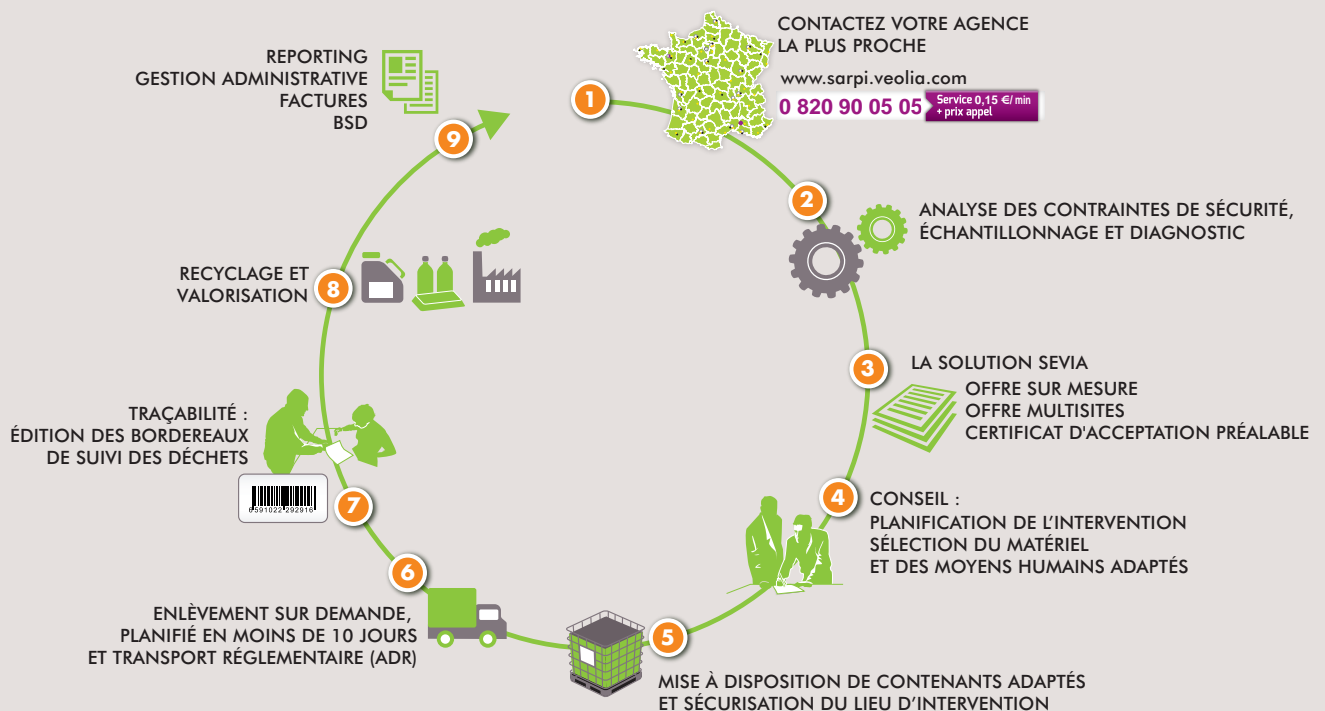 1
CONTACTEZ VOTRE AGENCE
LA PLUS PROCHE
www.sarpi.veolia.com
0 820 90 05 05
Service 0,15 €/ min
+ prix appel
2
ANALYSE DES CONTRAINTES DE SÉCURITÉ,
ÉCHANTILLONNAGE ET DIAGNOSTIC
3
LA SOLUTION SEVIA
OFFRE SUR MESURE
OFFRE MULTISITES
CERTIFICAT D'ACCEPTATION PRÉALABLE
4
CONSEIL :
PLANIFICATION DE L’INTERVENTION
SÉLECTION DU MATÉRIEL
ET DES MOYENS HUMAINS ADAPTÉS
5
MISE À DISPOSITION DE CONTENANTS ADAPTÉS
ET SÉCURISATION DU LIEU D’INTERVENTION
6
ENLÈVEMENT SUR DEMANDE,
PLANIFIÉ EN MOINS DE 10 JOURS
ET TRANSPORT RÉGLEMENTAIRE (ADR)
7
TRAÇABILITÉ :
ÉDITION DES BORDEREAUX
DE SUIVI DES DÉCHETS
6 591022 292916
8
RECYCLAGE ET
VALORISATION
9
REPORTING
GESTION ADMINISTRATIVE
FACTURES
BSD